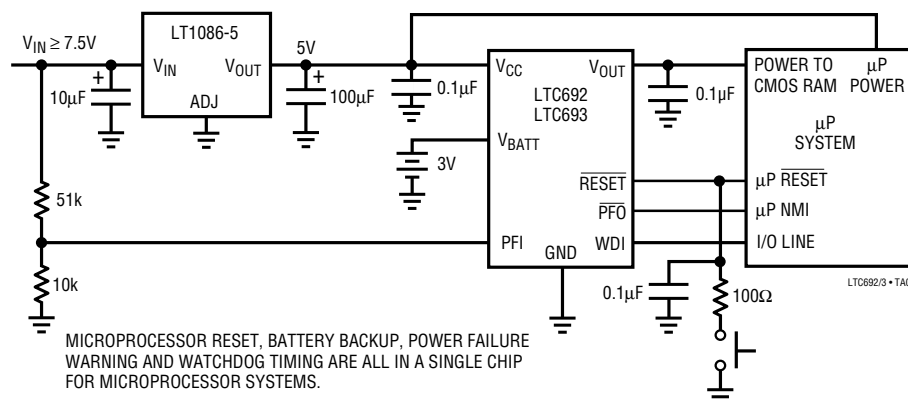 V_IN ≥ 7.5V
LT1086-5
V_IN
V_OUT
ADJ
5V
10µF
+
100µF
+
0.1µF
V_CC
V_OUT
LTC692
LTC693
V_BATT
3V
R̅E̅S̅E̅T̅
P̅F̅O̅
PFI
WDI
GND
0.1µF
POWER TO
CMOS RAM
µP
POWER
µP
SYSTEM
µP R̅E̅S̅E̅T̅
µP NMI
I/O LINE
51k
10k
0.1µF
100Ω
LTC692/3 • TA0
MICROPROCESSOR RESET, BATTERY BACKUP, POWER FAILURE
WARNING AND WATCHDOG TIMING ARE ALL IN A SINGLE CHIP
FOR MICROPROCESSOR SYSTEMS.